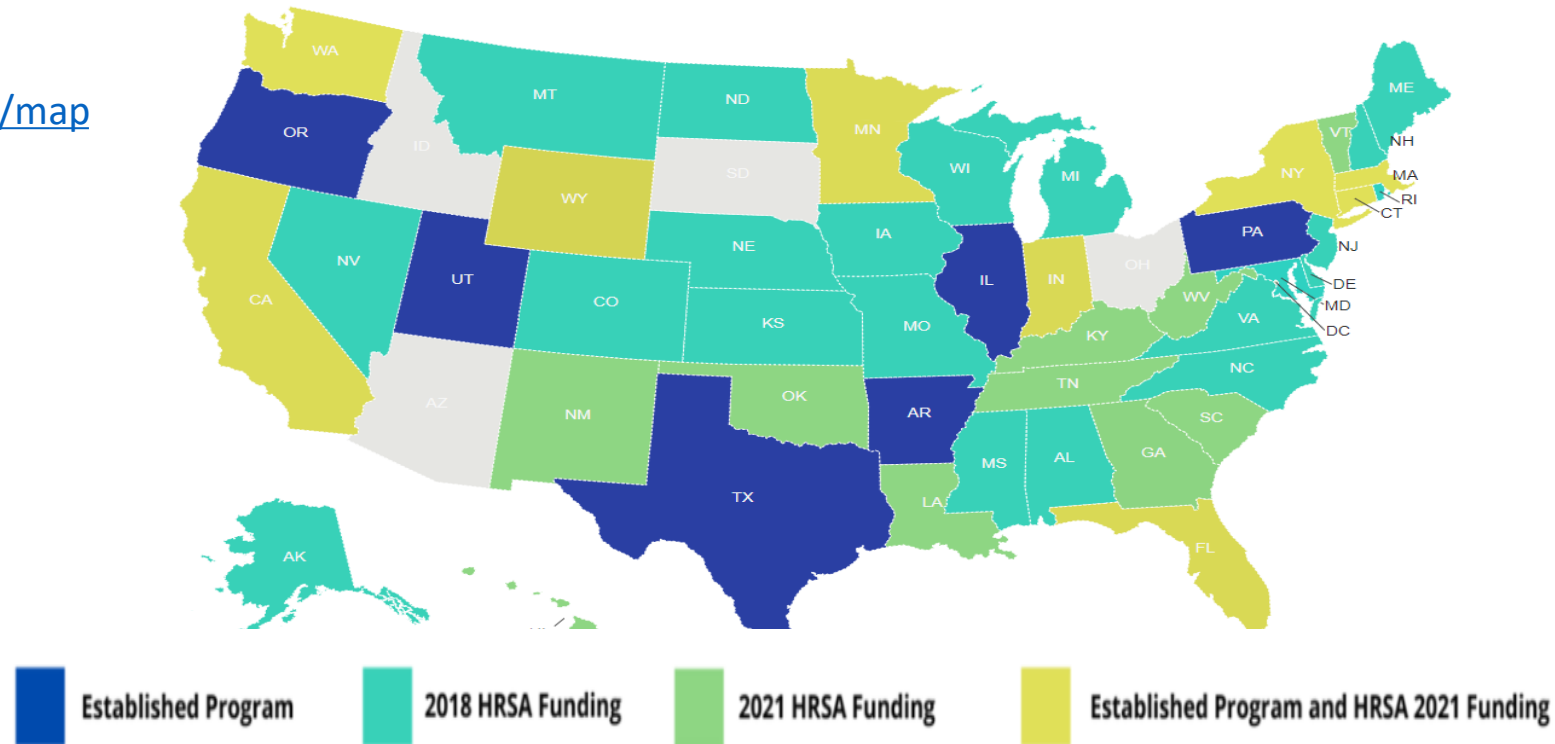 /map
WA
MT
ND
ME
OR
MN
VT
NH
ID
WI
SD
MI
NY
MA
WY
RI
CT
IA
PA
NE
NJ
NV
OH
UT
IL
IN
DE
CA
CO
WV
MD
KS
VA
MO
DC
KY
NC
TN
AZ
OK
NM
AR
SC
GA
MS
AL
TX
LA
FL
AK
Established Program
2018 HRSA Funding
2021 HRSA Funding
Established Program and HRSA 2021 Funding